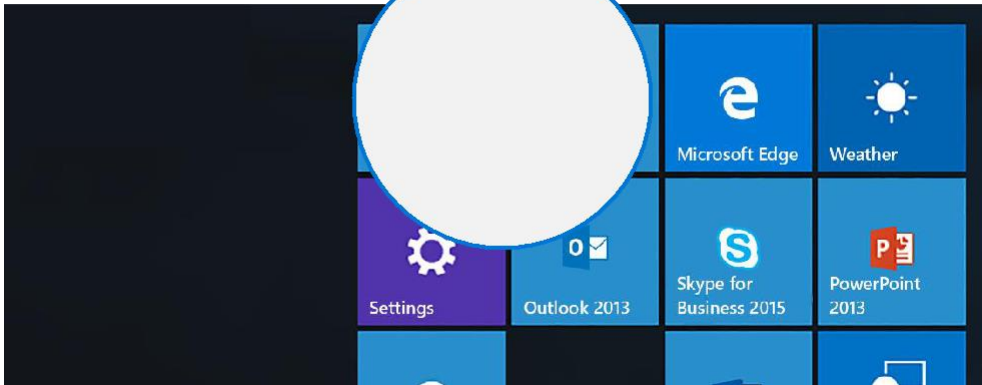 Microsoft Edge
Weather
Settings
Outlook 2013
Skype for
Business 2015
PowerPoint
2013